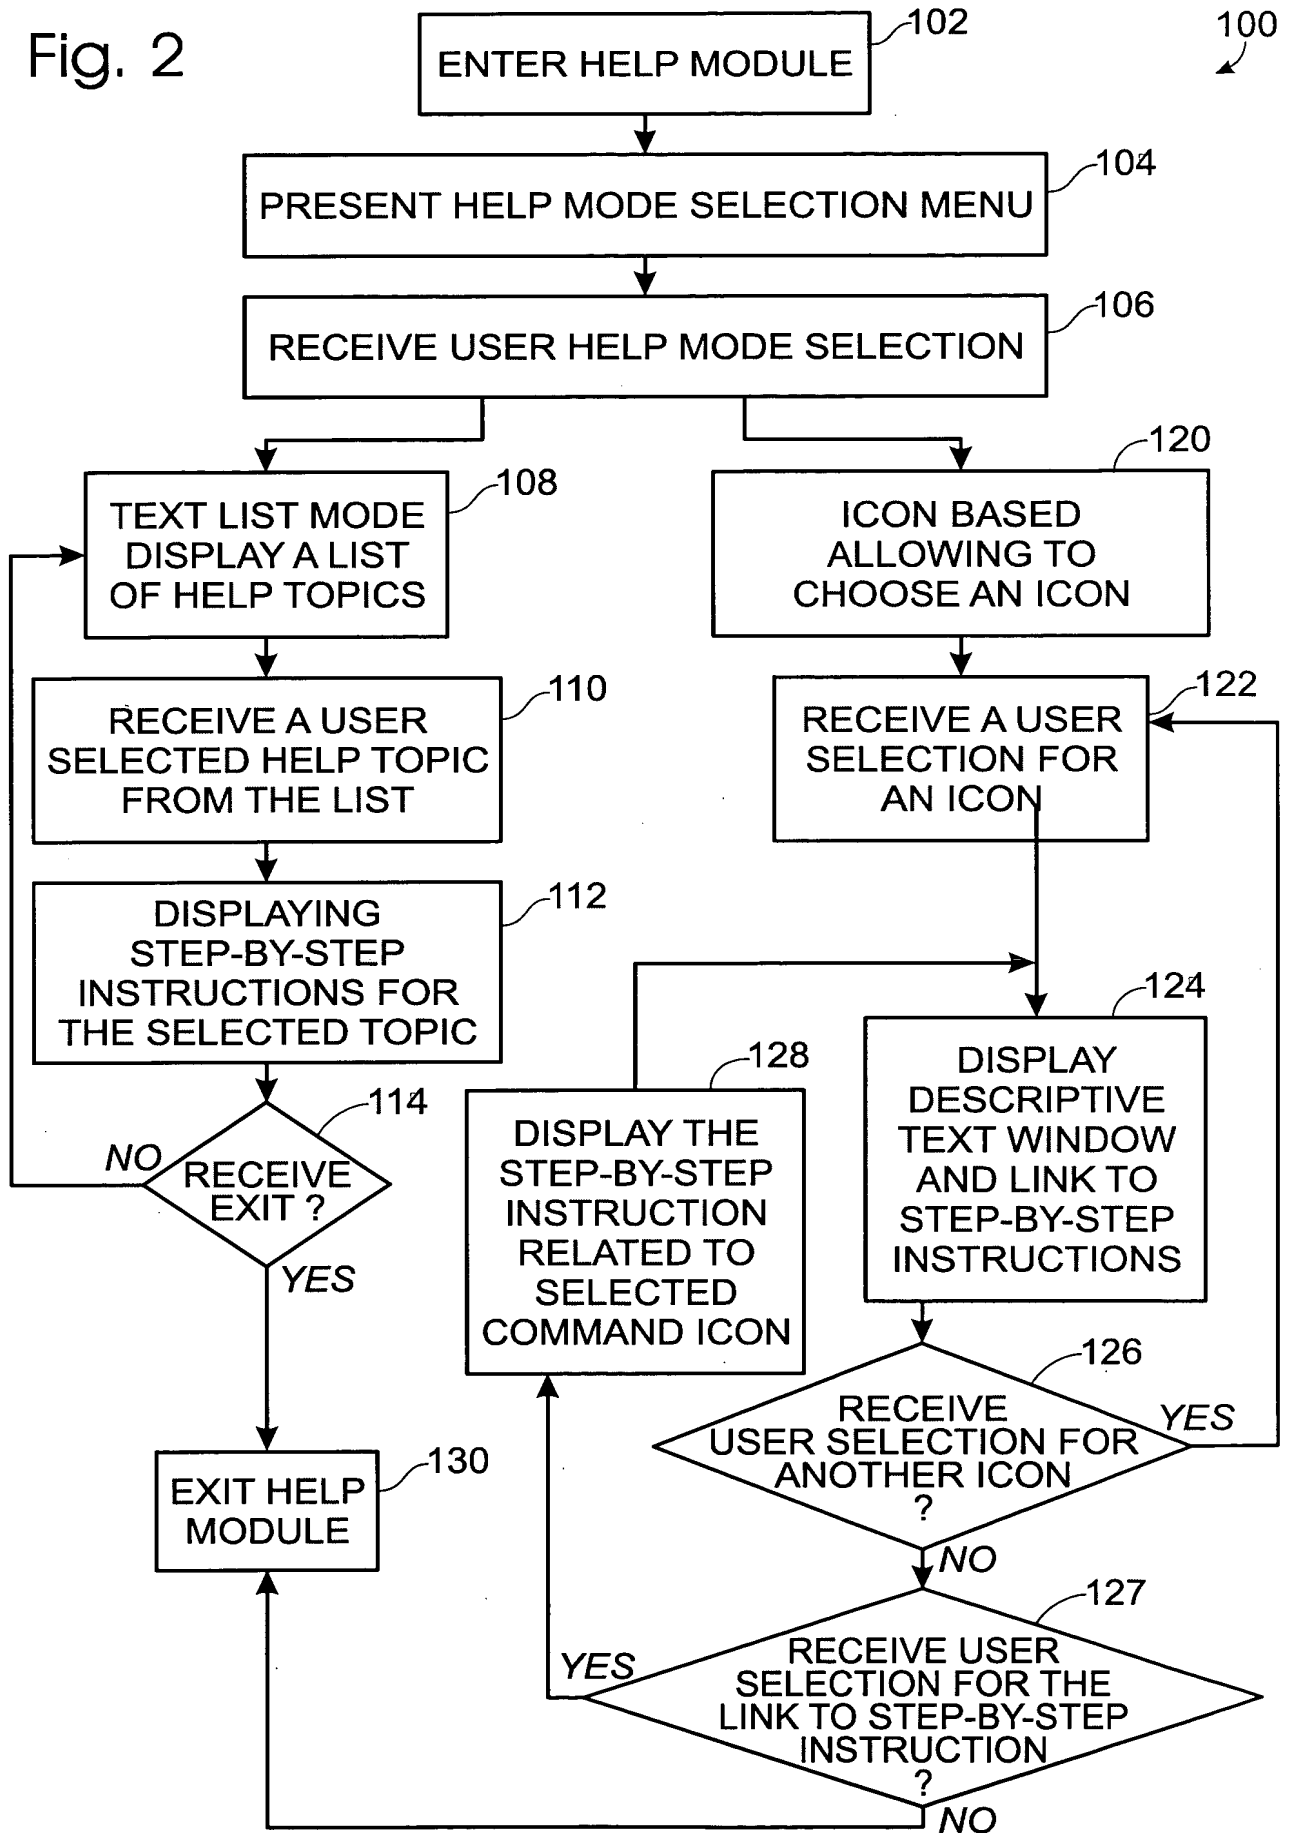 Fig. 2
100
102
ENTER HELP MODULE
104
PRESENT HELP MODE SELECTION MENU
106
RECEIVE USER HELP MODE SELECTION
108
TEXT LIST MODE
DISPLAY A LIST
OF HELP TOPICS
110
RECEIVE A USER
SELECTED HELP TOPIC
FROM THE LIST
112
DISPLAYING
STEP-BY-STEP
INSTRUCTIONS FOR
THE SELECTED TOPIC
114
RECEIVE
EXIT ?
NO
YES
120
ICON BASED
ALLOWING TO
CHOOSE AN ICON
122
RECEIVE A USER
SELECTION FOR
AN ICON
124
DISPLAY
DESCRIPTIVE
TEXT WINDOW
AND LINK TO
STEP-BY-STEP
INSTRUCTIONS
128
DISPLAY THE
STEP-BY-STEP
INSTRUCTION
RELATED TO
SELECTED
COMMAND ICON
126
RECEIVE
USER SELECTION FOR
ANOTHER ICON
?
YES
NO
127
RECEIVE USER
SELECTION FOR THE
LINK TO STEP-BY-STEP
INSTRUCTION
?
YES
NO
130
EXIT HELP
MODULE